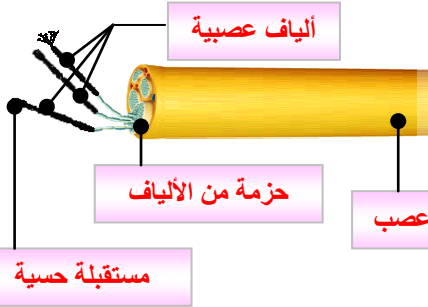 ألياف عصبية
حزمة من الألياف
عصب
مستقبلة حسية